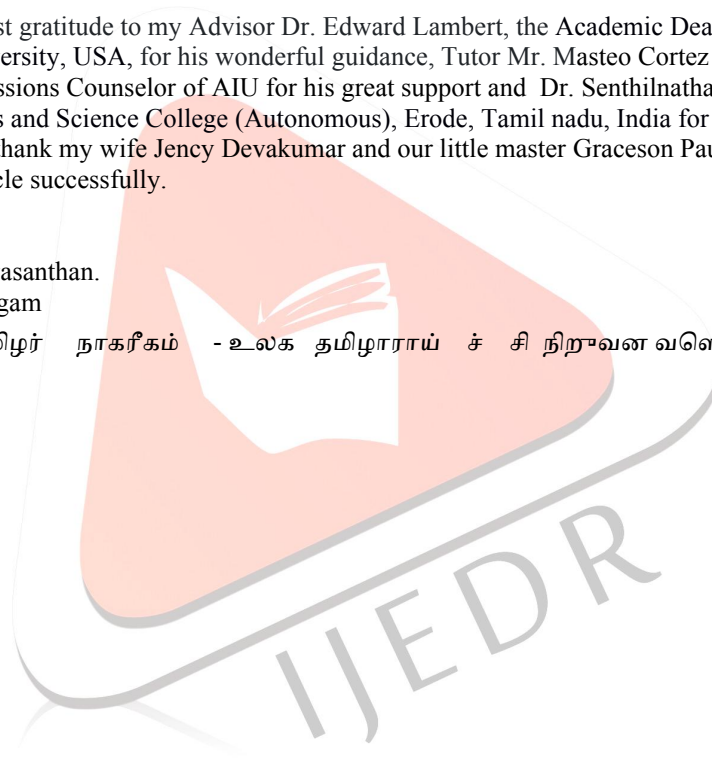 st gratitude to my Advisor Dr. Edward Lambert, the Academic Dea
ersity, USA, for his wonderful guidance, Tutor Mr. Masteo Cortez
ssions Counselor of AIU for his great support and Dr. Senthilnatha
s and Science College (Autonomous), Erode, Tamil nadu, India for
thank my wife Jency Devakumar and our little master Graceson Pau
cle successfully.
asanthan.
gam
மிழர் நாகரீகம் - உலக தமிழாராய் ச் சி நிறுவன வளெ
IJEDR